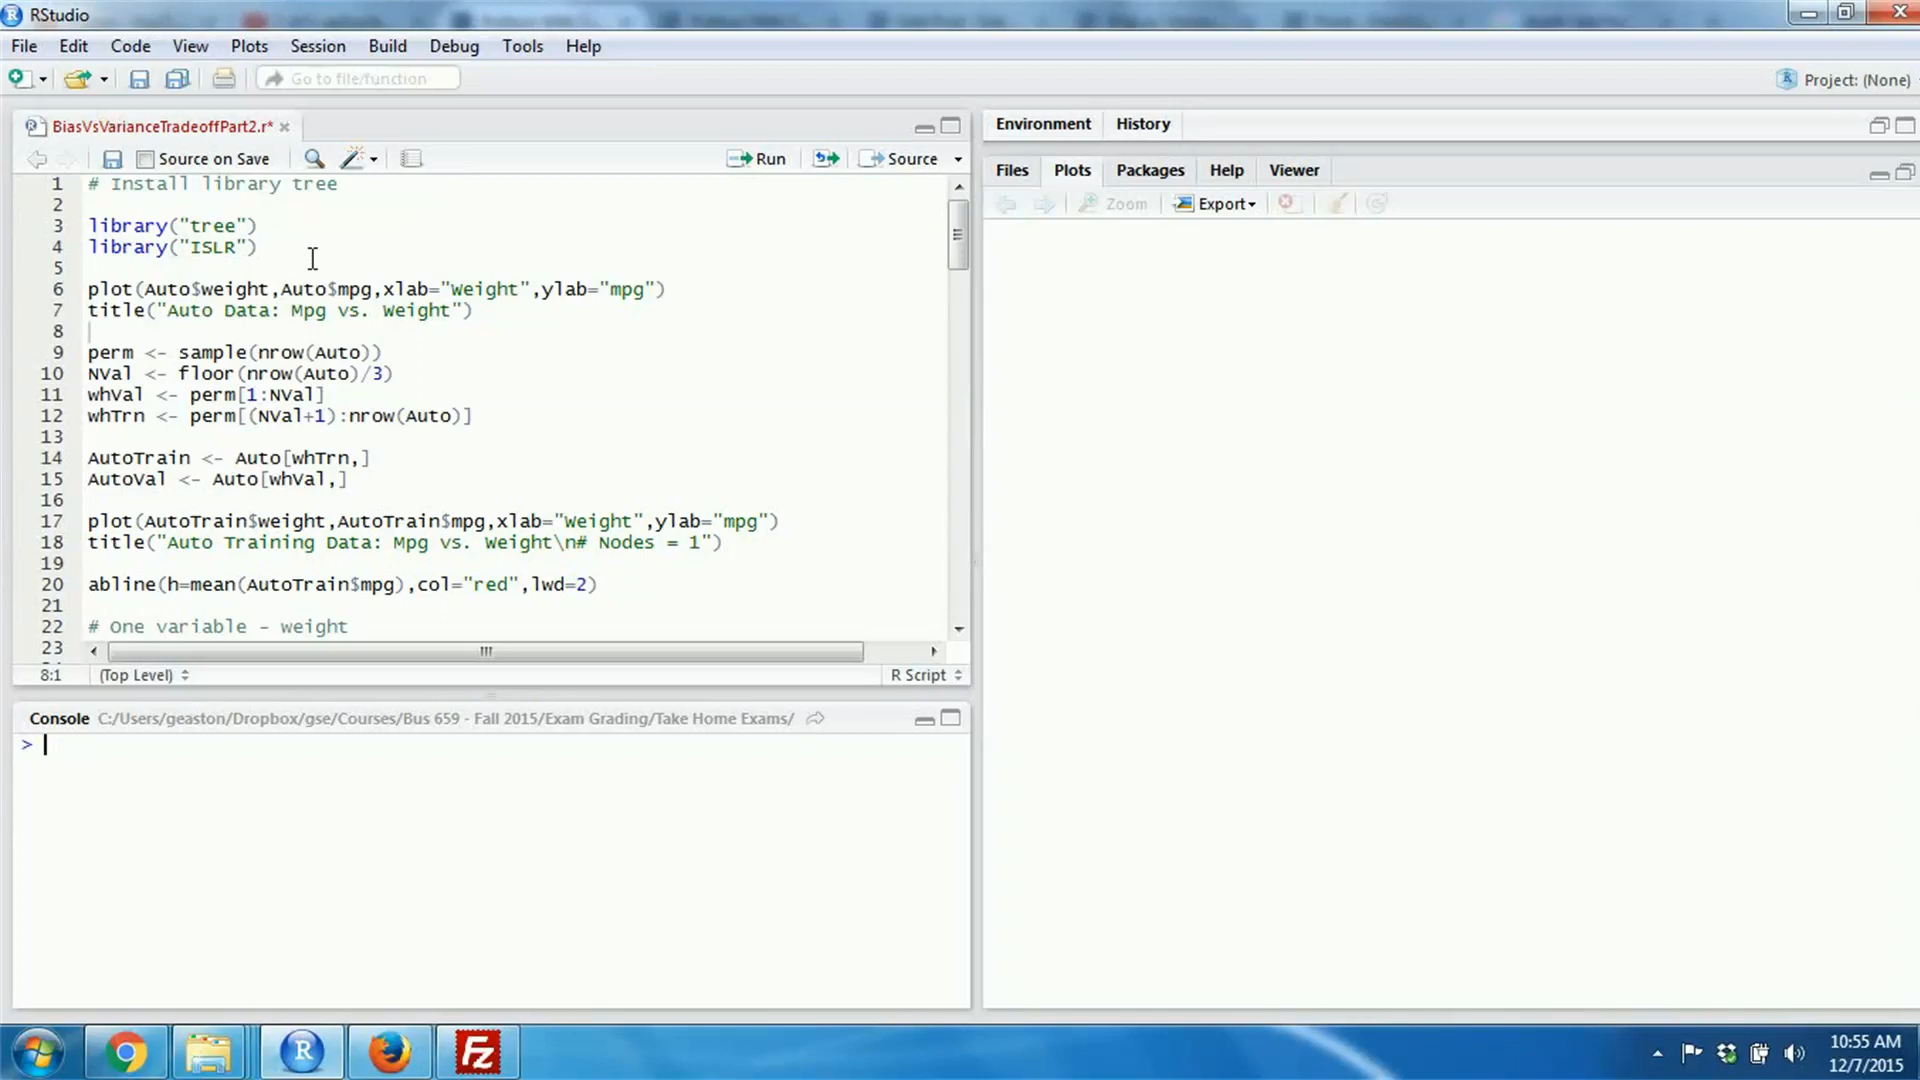 RStudio
File Edit Code View Plots Session Build Debug Tools Help
Go to file/function
Project: (None)
BiasVsVarianceTradeoffPart2.r*
Source on Save
Run
Source
1 # Install library tree
2
3 library("tree")
4 library("ISLR")
5
6 plot(Auto$weight,Auto$mpg,xlab="Weight",ylab="mpg")
7 title("Auto Data: Mpg vs. Weight")
8
9 perm <- sample(nrow(Auto))
10 NVal <- floor(nrow(Auto)/3)
11 whVal <- perm[1:NVal]
12 whTrn <- perm[(NVal+1):nrow(Auto)]
13
14 AutoTrain <- Auto[whTrn,]
15 AutoVal <- Auto[whVal,]
16
17 plot(AutoTrain$weight,AutoTrain$mpg,xlab="Weight",ylab="mpg")
18 title("Auto Training Data: Mpg vs. Weight\n# Nodes = 1")
19
20 abline(h=mean(AutoTrain$mpg),col="red",lwd=2)
21
22 # One variable - weight
23
8:1 (Top Level) R Script
Console C:/Users/geaston/Dropbox/gse/Courses/Bus 659 - Fall 2015/Exam Grading/Take Home Exams/
>
Environment History
Files Plots Packages Help Viewer
Zoom Export
10:55 AM
12/7/2015